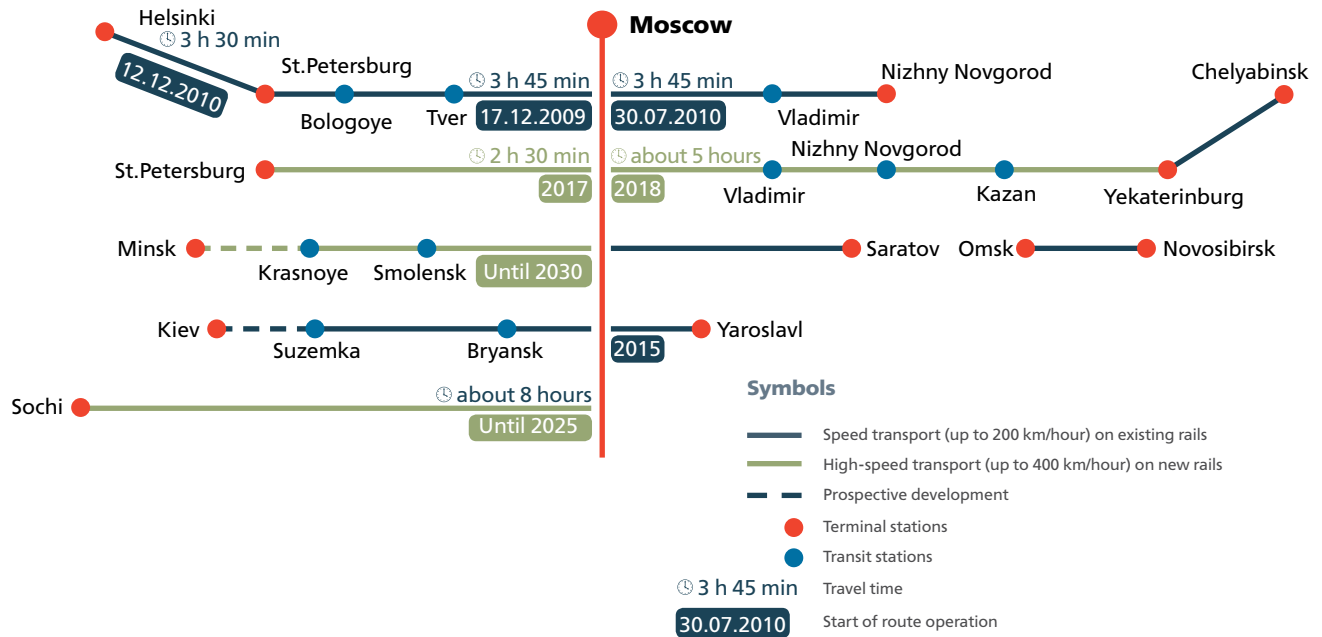 Helsinki
3 h 30 min
12.12.2010
Moscow
St.Petersburg
Bologoye
Tver
3 h 45 min
17.12.2009
3 h 45 min
30.07.2010
Vladimir
Nizhny Novgorod
Chelyabinsk
St.Petersburg
2 h 30 min
2017
about 5 hours
2018
Vladimir
Nizhny Novgorod
Kazan
Yekaterinburg
Minsk
Krasnoye
Smolensk
Until 2030
Saratov
Omsk
Novosibirsk
Kiev
Suzemka
Bryansk
2015
Yaroslavl
Sochi
about 8 hours
Until 2025
Symbols
Speed transport (up to 200 km/hour) on existing rails
High-speed transport (up to 400 km/hour) on new rails
Prospective development
Terminal stations
Transit stations
3 h 45 min Travel time
30.07.2010 Start of route operation